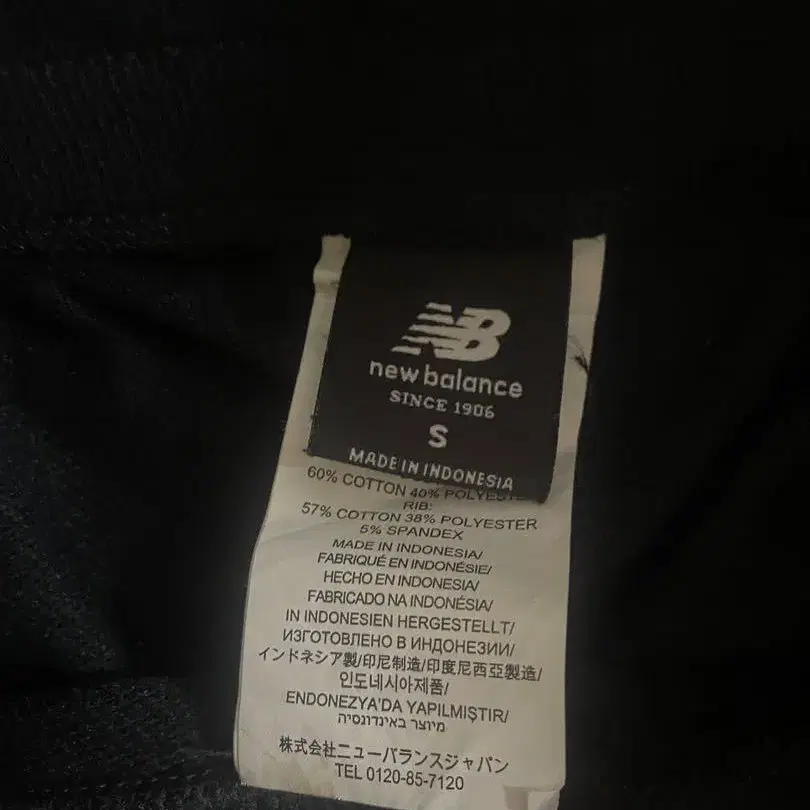 NB
new balance
SINCE 1906
S
MADE IN INDONESIA
60% COTTON 40% POLYESTER
RIB:
57% COTTON 38% POLYESTER
5% SPANDEX
MADE IN INDONESIA/
FABRIQUÉ EN INDONÉSIE/
HECHO EN INDONESIA/
FABRICADO NA INDONÉSIA/
IN INDONESIEN HERGESTELLT/
ИЗГОТОВЛЕНО В ИНДОНЕЗИИ/
インドネシア製/印尼制造/印度尼西亞製造/
인도네시아제품/
ENDONEZYA'DA YAPILMIŞTIR/
מיוצר באינדונסיה
株式会社ニューバランスジャパン
TEL 0120-85-7120